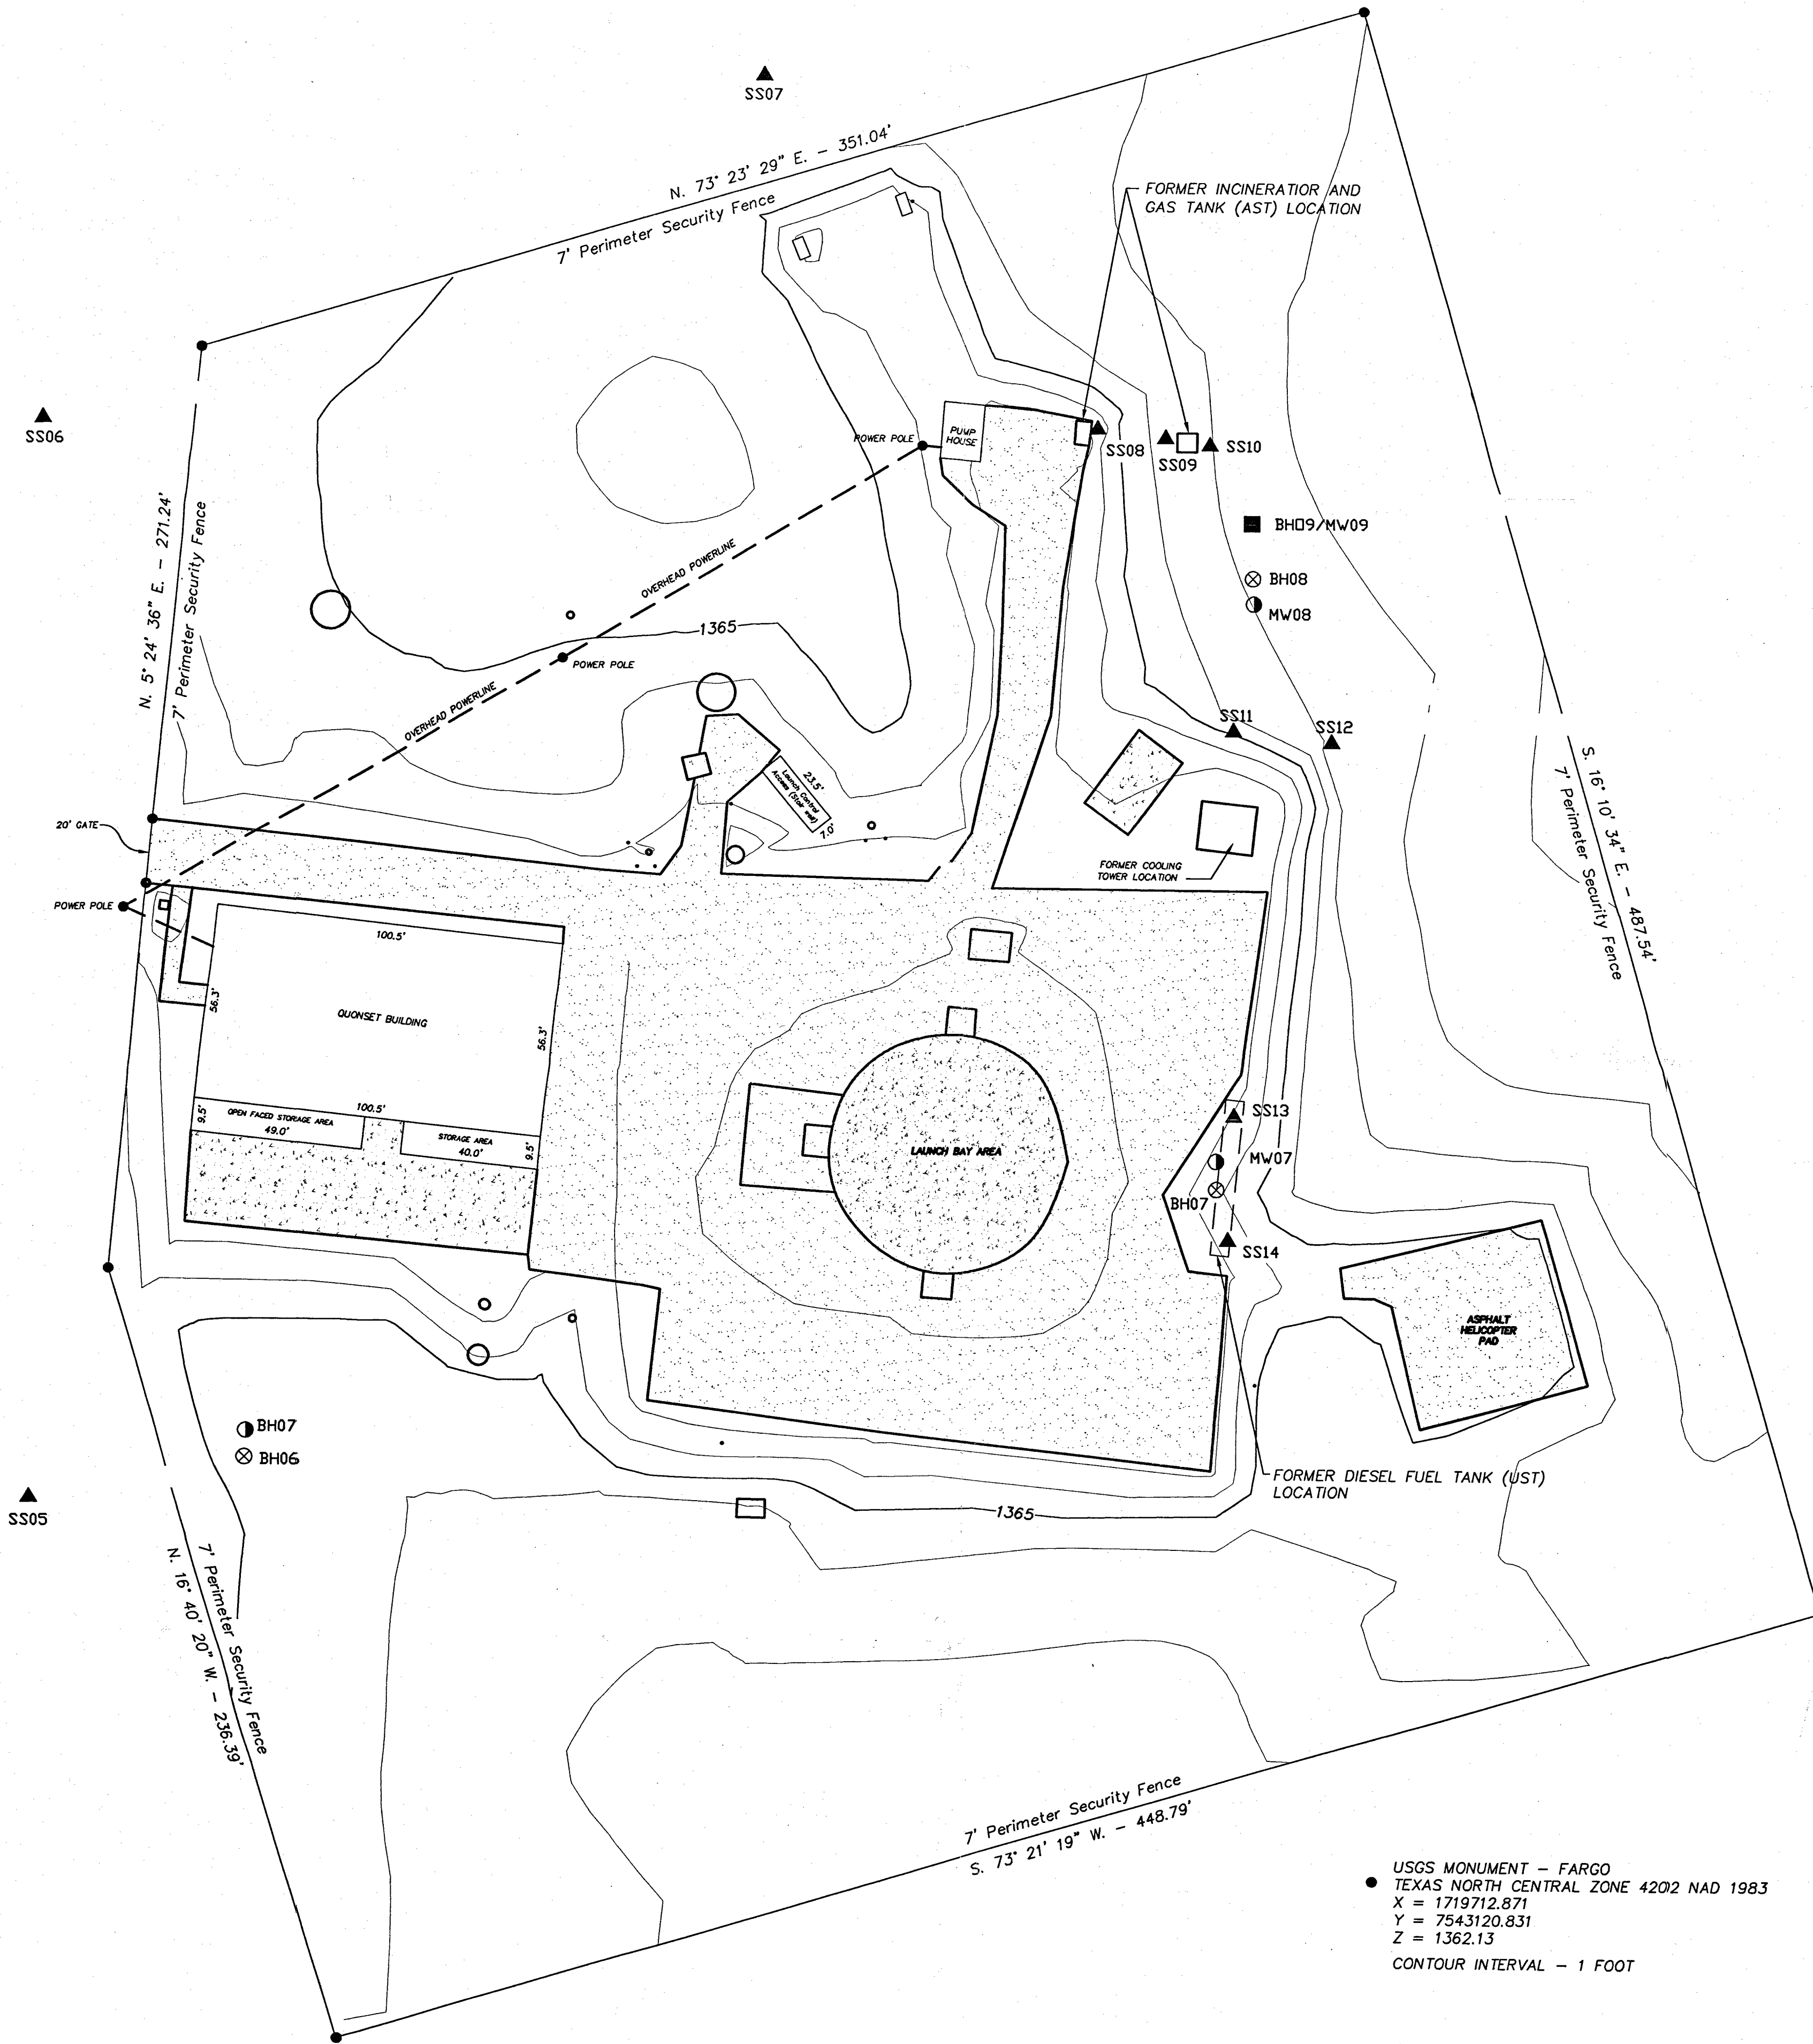 SS07
N. 73° 23' 29" E. - 351.04'
7' Perimeter Security Fence
FORMER INCINERATIOR AND
GAS TANK (AST) LOCATION
SS06
POWER POLE
PUMP
HOUSE
SS08
SS09
SS10
BH09/MW09
BH08
MW08
N. 5° 24' 36" E. - 271.24'
7' Perimeter Security Fence
OVERHEAD POWERLINE
1365
POWER POLE
OVERHEAD POWERLINE
SS11
SS12
S. 16° 10' 34" E. - 487.54'
7' Perimeter Security Fence
23.5'
Launch Control
Access (Stair Well)
7.0'
20' GATE
FORMER COOLING
TOWER LOCATION
POWER POLE
100.5'
56.3'
QUONSET BUILDING
56.3'
100.5'
9.5'
OPEN FACED STORAGE AREA
49.0'
STORAGE AREA
40.0'
9.5'
LAUNCH BAY AREA
SS13
MW07
BH07
SS14
ASPHALT
HELICOPTER
PAD
BH07
BH06
SS05
FORMER DIESEL FUEL TANK (UST)
LOCATION
1365
7' Perimeter Security Fence
N. 16° 40' 20" W. - 236.39'
7' Perimeter Security Fence
S. 73° 21' 19" W. - 448.79'
USGS MONUMENT - FARGO
TEXAS NORTH CENTRAL ZONE 4202 NAD 1983
X = 1719712.871
Y = 7543120.831
Z = 1362.13
CONTOUR INTERVAL - 1 FOOT